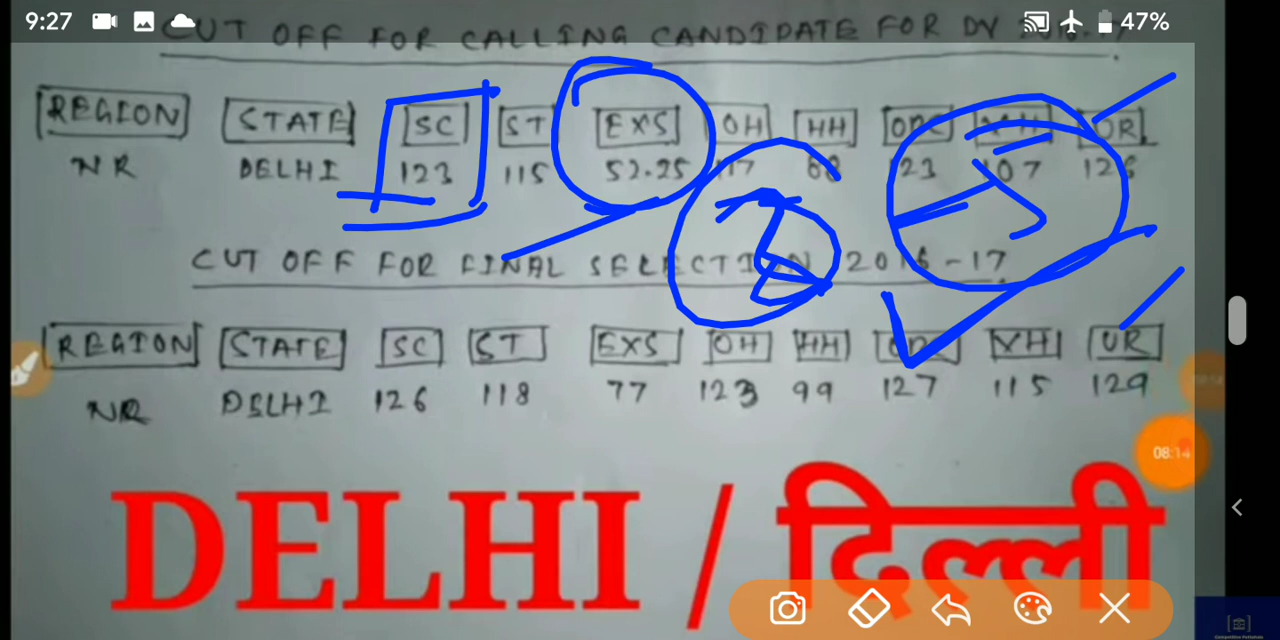 9:27 47%
CUT OFF FOR CALLING CANDIDATE FOR DV
REGION STATE SC ST EXS OH HH OBC VH UR
NR DELHI 123 115 52.25 117 88 123 107 126
CUT OFF FOR FINAL SELECTION 2016-17
REGION STATE SC ST EXS OH HH OBC VH UR
NR DELHI 126 118 77 123 99 127 115 129
08:14
DELHI / दिल्ली